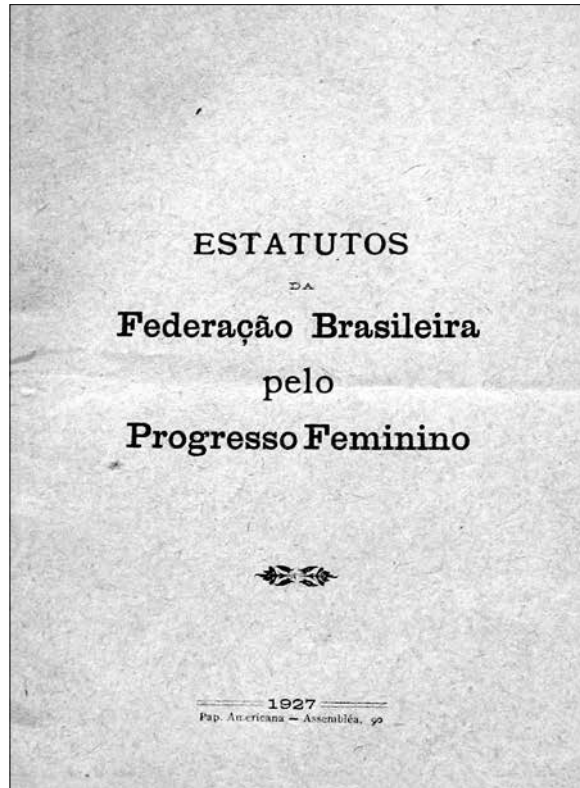 ESTATUTOS
DA
Federação Brasileira
pelo
Progresso Feminino
1927
Pap. Americana — Assembléa, 90